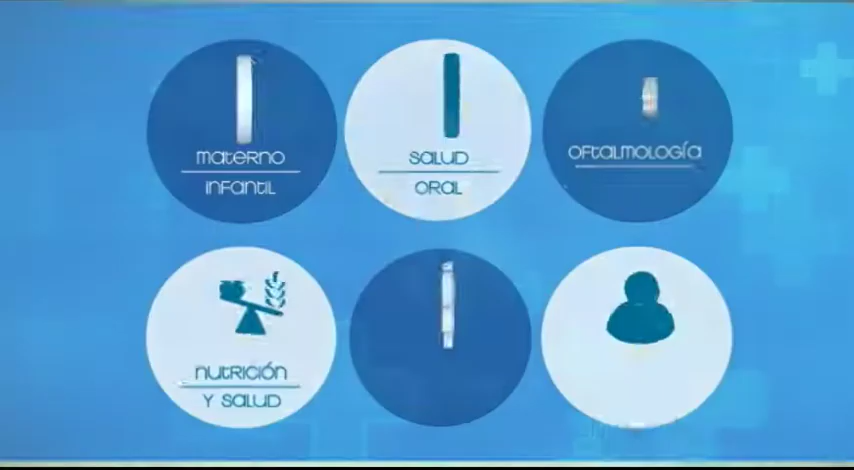 materno
infantil
salud
oral
oftalmología
nutrición
y salud